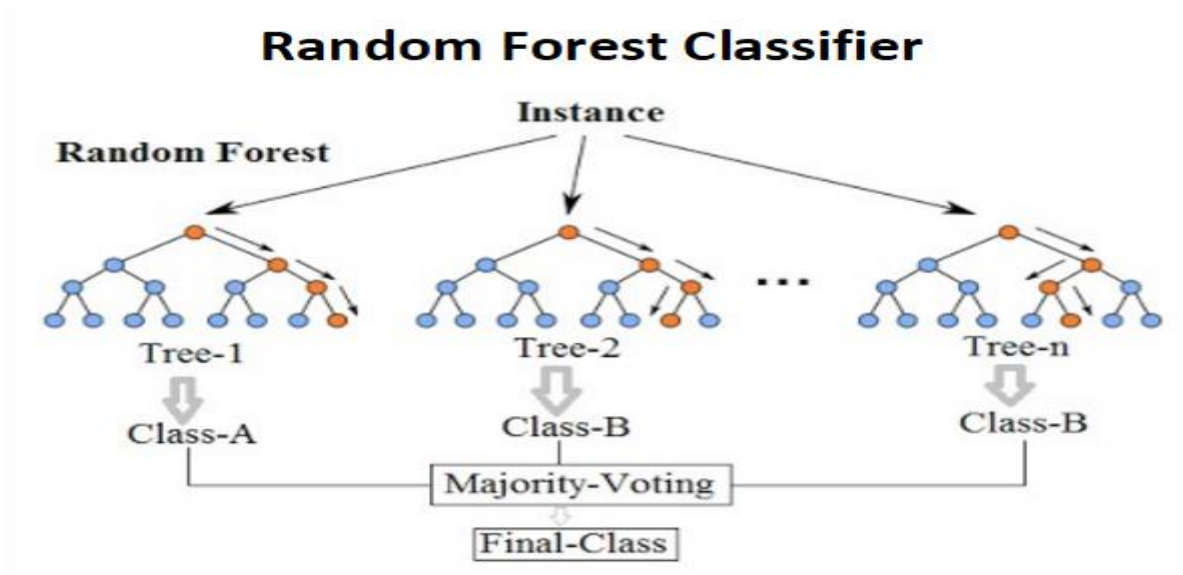 Random Forest Classifier
Instance
Random Forest
...
Tree-1
Tree-2
Tree-n
Class-A
Class-B
Class-B
Majority-Voting
Final-Class